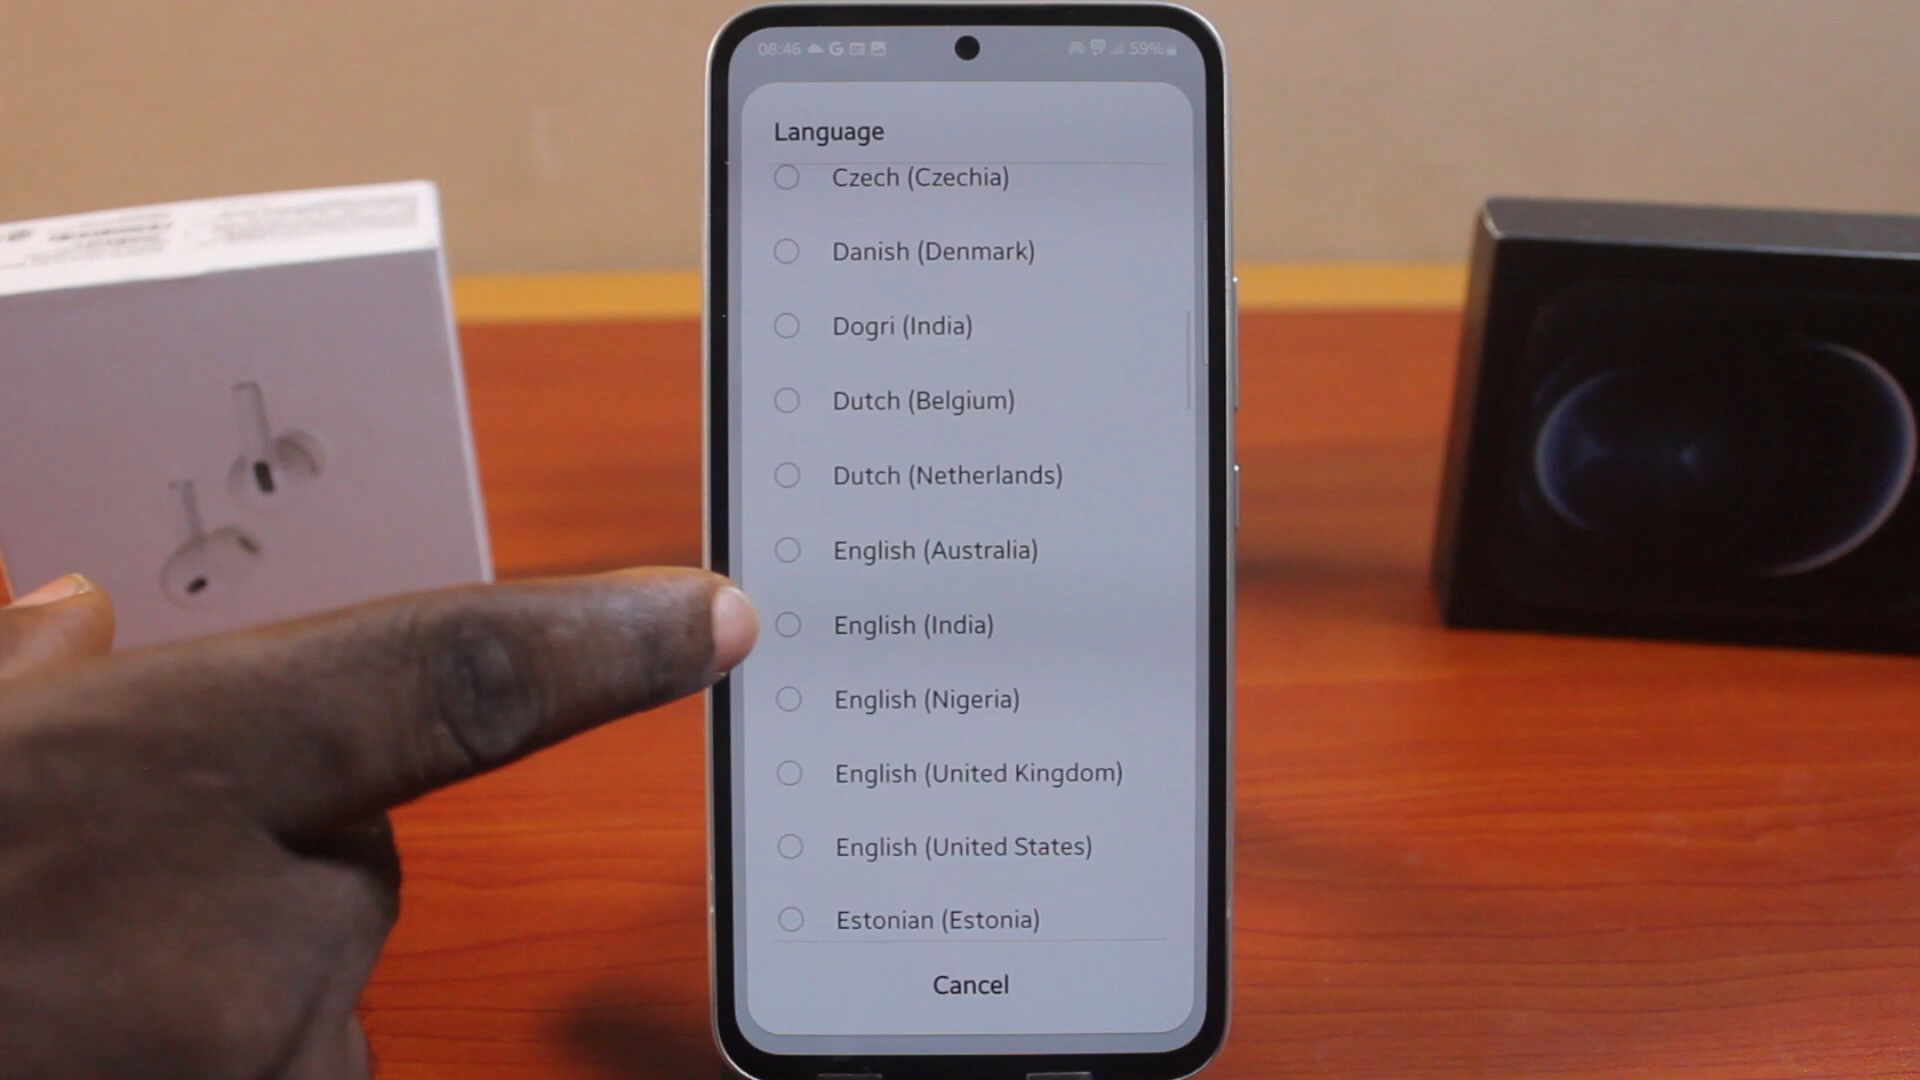 08:46
59%
Language
Czech (Czechia)
Danish (Denmark)
Dogri (India)
Dutch (Belgium)
Dutch (Netherlands)
English (Australia)
English (India)
English (Nigeria)
English (United Kingdom)
English (United States)
Estonian (Estonia)
Cancel